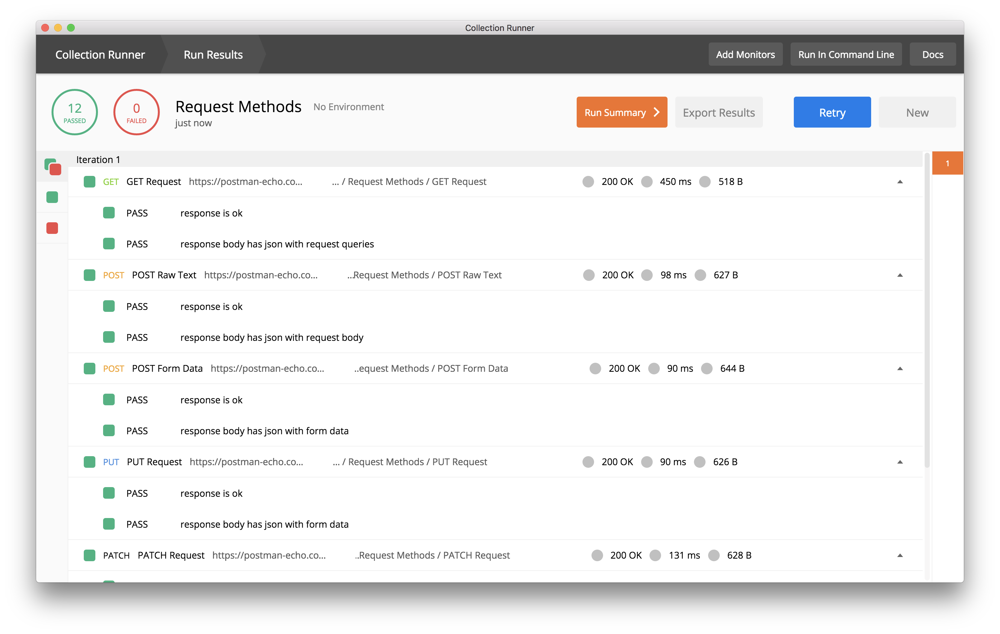 Collection Runner
Collection Runner Run Results Add Monitors Run In Command Line Docs
12 PASSED
0 FAILED
Request Methods No Environment
just now
Run Summary Export Results Retry New
Iteration 1
1
GET GET Request https://postman-echo.co... ... / Request Methods / GET Request 200 OK 450 ms 518 B
PASS response is ok
PASS response body has json with request queries
POST POST Raw Text https://postman-echo.co... ...Request Methods / POST Raw Text 200 OK 98 ms 627 B
PASS response is ok
PASS response body has json with request body
POST POST Form Data https://postman-echo.co... ..equest Methods / POST Form Data 200 OK 90 ms 644 B
PASS response is ok
PASS response body has json with form data
PUT PUT Request https://postman-echo.co... ... / Request Methods / PUT Request 200 OK 90 ms 626 B
PASS response is ok
PASS response body has json with form data
PATCH PATCH Request https://postman-echo.co... ..Request Methods / PATCH Request 200 OK 131 ms 628 B